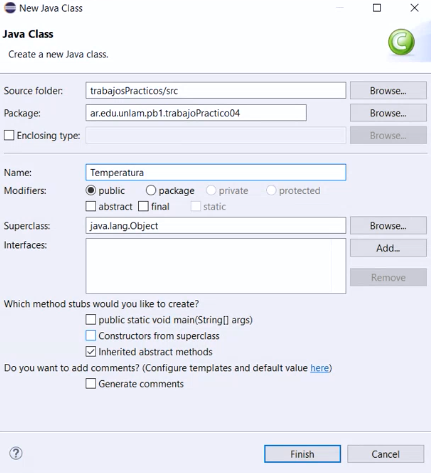 New Java Class
Java Class
Create a new Java class.
Source folder: trabajosPracticos/src Browse...
Package: ar.edu.unlam.pb1.trabajoPractico04 Browse...
Enclosing type: Browse...
Name: Temperatura
Modifiers: public package private protected
abstract final static
Superclass: java.lang.Object Browse...
Interfaces: Add...
Remove
Which method stubs would you like to create?
public static void main(String[] args)
Constructors from superclass
Inherited abstract methods
Do you want to add comments? (Configure templates and default value here)
Generate comments
? Finish Cancel